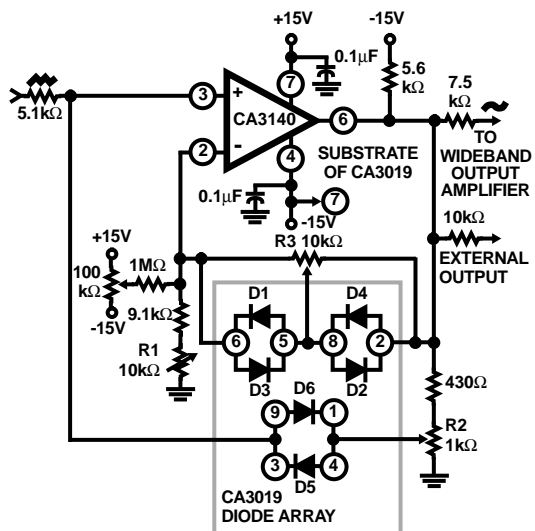 +15V
-15V
0.1μF
5.6
kΩ
7.5
kΩ
7
5.1kΩ
3
+
CA3140
6
2
-
4
SUBSTRATE
OF CA3019
TO
WIDEBAND
OUTPUT
AMPLIFIER
0.1μF
7
-15V
10kΩ
EXTERNAL
OUTPUT
R3 10kΩ
+15V
100
kΩ
1MΩ
-15V
9.1kΩ
R1
10kΩ
D1
D4
6
5
8
2
D3
D2
D6
9
1
3
4
D5
430Ω
R2
1kΩ
CA3019
DIODE ARRAY